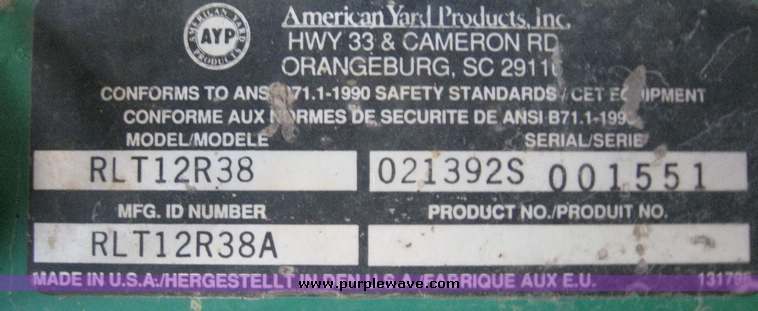 AMERICAN YARD PRODUCTS
AYP
American Yard Products, Inc.
HWY 33 & CAMERON RD
ORANGEBURG, SC 29116
CONFORMS TO ANSI B71.1-1990 SAFETY STANDARDS / CET EQUIPMENT
CONFORME AUX NORMES DE SECURITE DE ANSI B71.1-1990
MODEL/MODELE SERIAL/SERIE
RLT12R38 021392S 001551
MFG. ID NUMBER PRODUCT NO./PRODUIT NO.
RLT12R38A
MADE IN U.S.A./HERGESTELLT IN DEN U.S.A./FABRIQUE AUX E.U.
www.purplewave.com